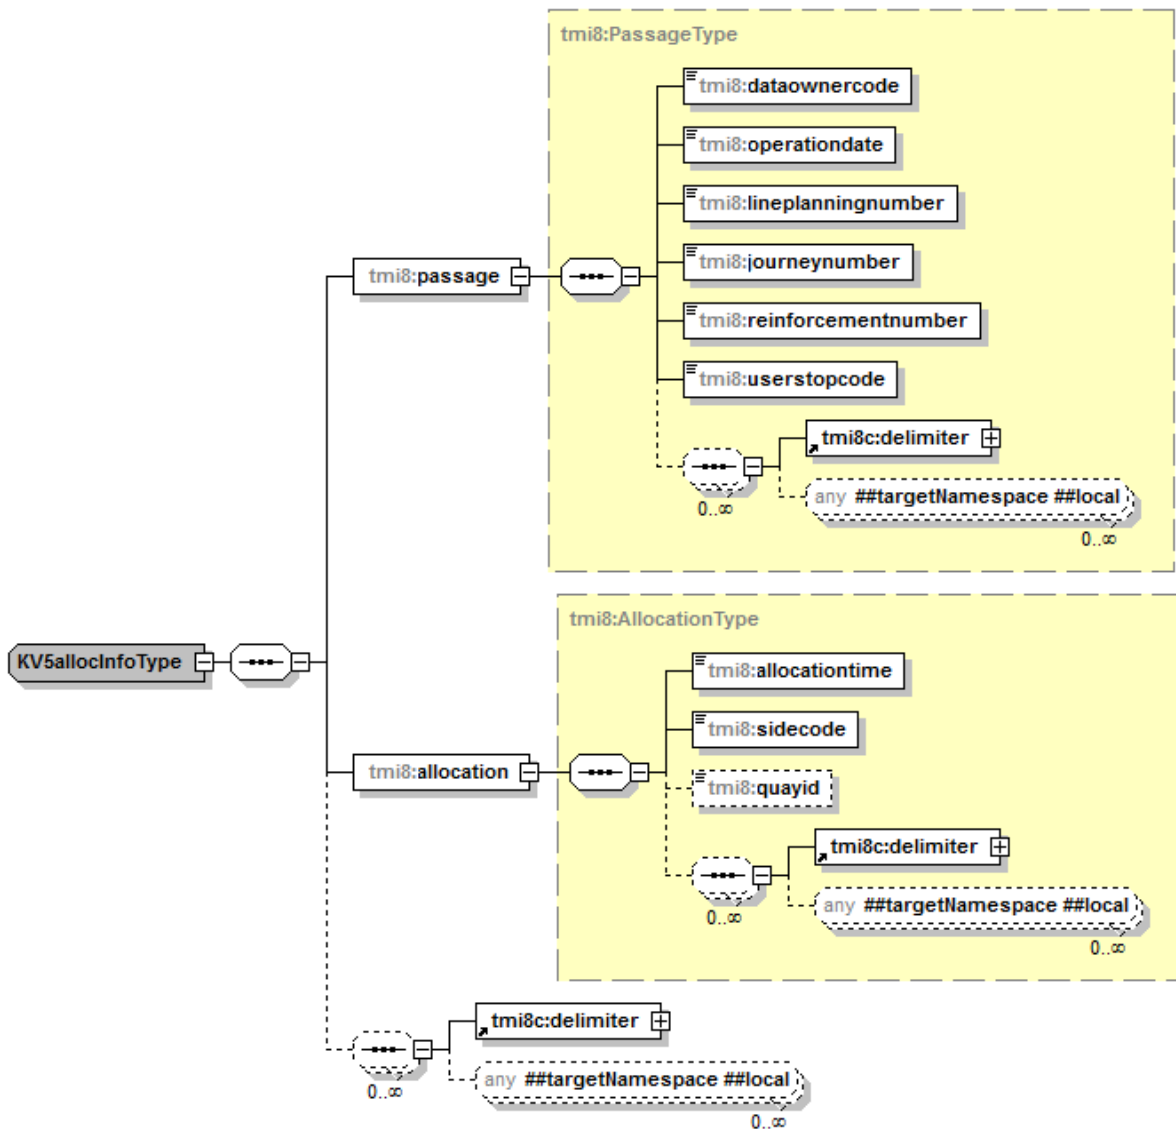 tmi8:PassageType
tmi8:dataownercode
tmi8:operationdate
tmi8:lineplanningnumber
tmi8:journeynumber
tmi8:passage
tmi8:reinforcementnumber
tmi8:userstopcode
tmi8c:delimiter
any ##targetNamespace ##local
0..∞
0..∞
tmi8:AllocationType
KV5allocInfoType
tmi8:allocationtime
tmi8:sidecode
tmi8:allocation
tmi8:quayid
tmi8c:delimiter
any ##targetNamespace ##local
0..∞
0..∞
tmi8c:delimiter
any ##targetNamespace ##local
0..∞
0..∞